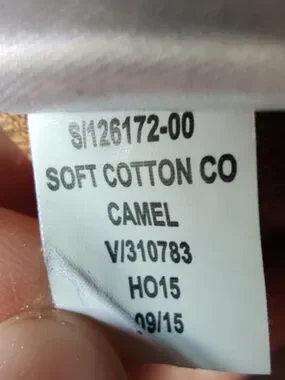 S/126172-00
SOFT COTTON CO
CAMEL
V/310783
HO15
09/15